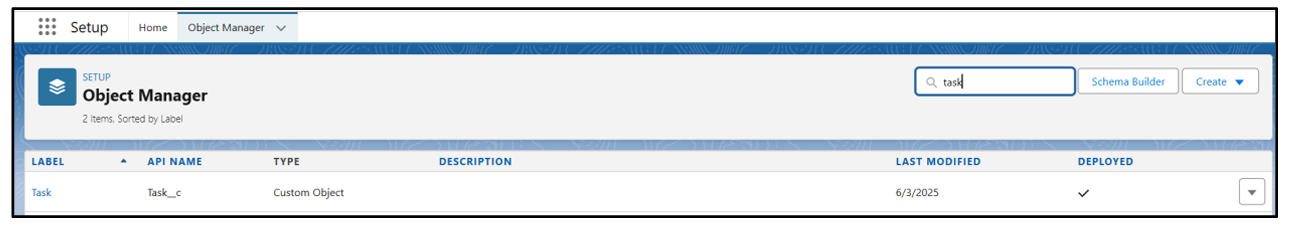 Setup Home Object Manager
SETUP
Object Manager
2 Items, Sorted by Label
task Schema Builder Create
LABEL API NAME TYPE DESCRIPTION LAST MODIFIED DEPLOYED
Task Task__c Custom Object 6/3/2025